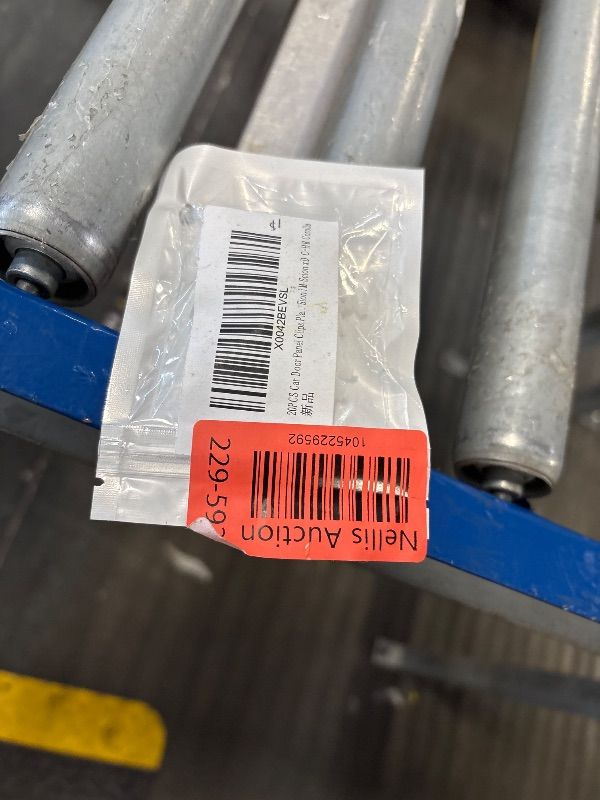 X0042BEVSL
20PCS Car Door Panel Clips
新品
1045229592
Nellis Auction
229-59